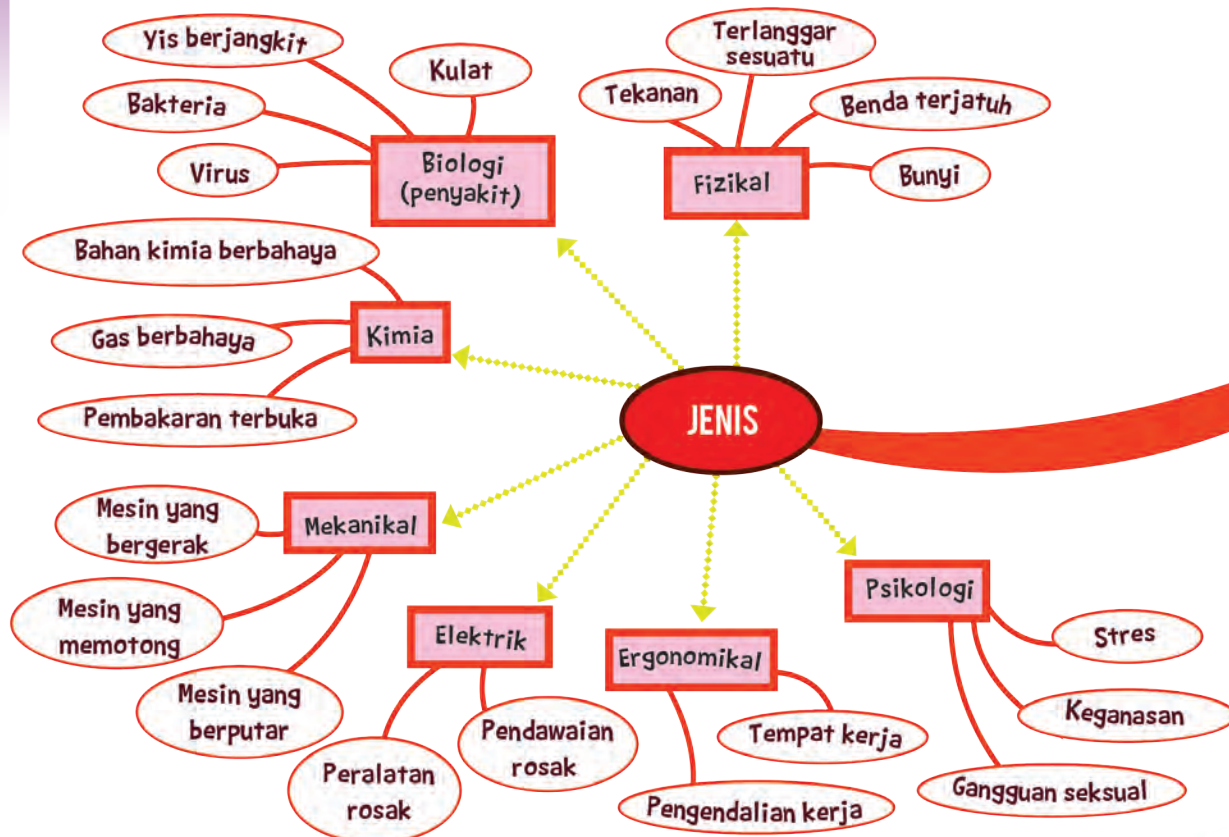 Yis berjangkit
Kulat
Bakteria
Virus
Biologi
(penyakit)
Terlanggar
sesuatu
Tekanan
Benda terjatuh
Bunyi
Fizikal
Bahan kimia berbahaya
Gas berbahaya
Pembakaran terbuka
Kimia
JENIS
Mekanikal
Mesin yang
bergerak
Mesin yang
memotong
Mesin yang
berputar
Elektrik
Peralatan
rosak
Pendawaian
rosak
Ergonomikal
Tempat kerja
Pengendalian kerja
Psikologi
Stres
Keganasan
Gangguan seksual